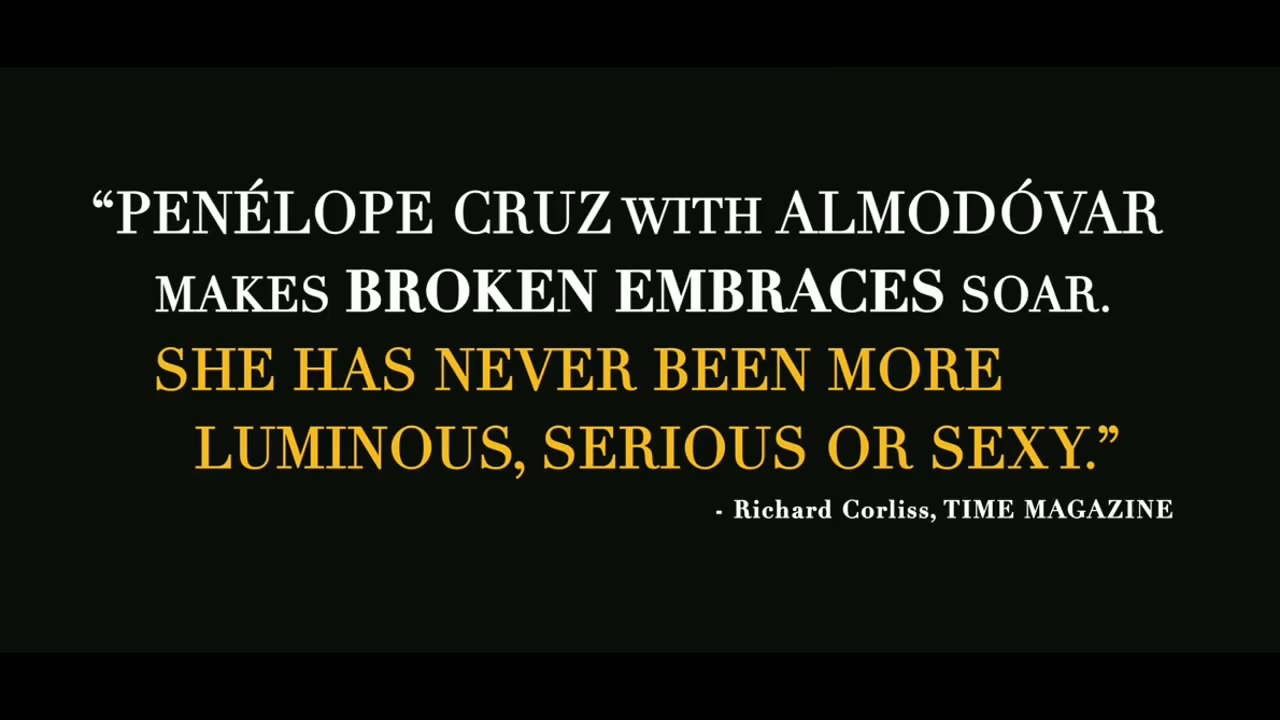 “PENÉLOPE CRUZ WITH ALMODÓVAR
MAKES BROKEN EMBRACES SOAR.
SHE HAS NEVER BEEN MORE
LUMINOUS, SERIOUS OR SEXY.”
- Richard Corliss, TIME MAGAZINE